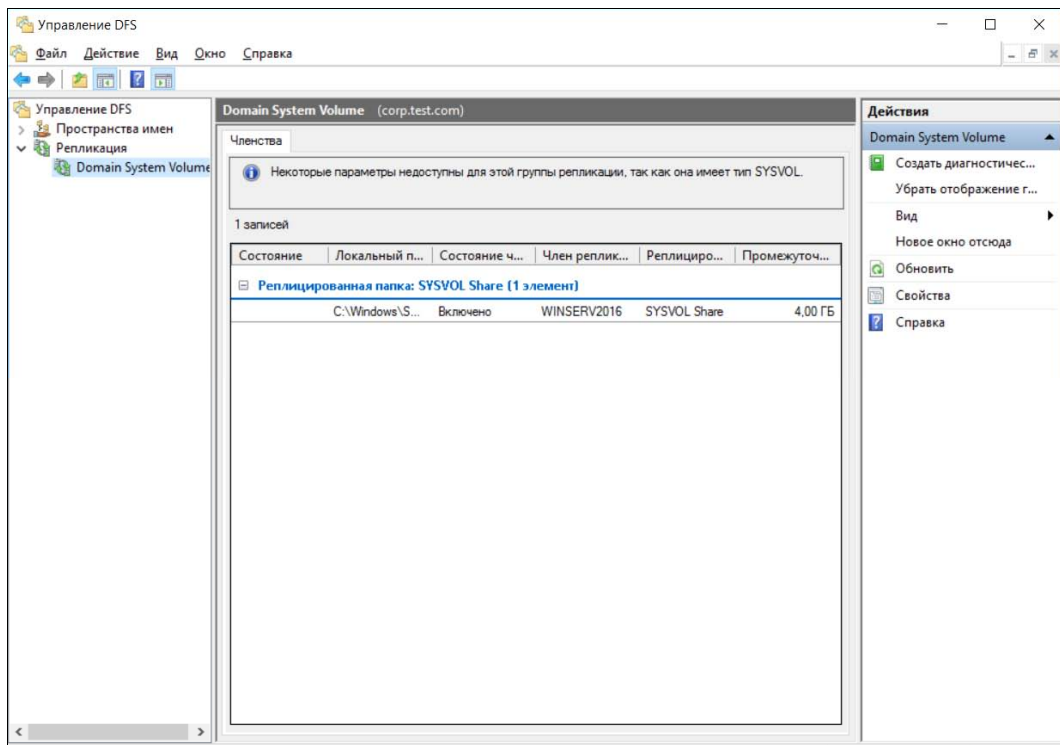 Управление DFS
Файл Действие Вид Окно Справка
Управление DFS
Пространства имен
Репликация
Domain System Volume
Domain System Volume (corp.test.com)
Членства
Некоторые параметры недоступны для этой группы репликации, так как она имеет тип SYSVOL.
1 записей
Состояние Локальный п... Состояние ч... Член реплик... Реплициро... Промежуточ...
Реплицированная папка: SYSVOL Share (1 элемент)
C:\Windows\S... Включено WINSERV2016 SYSVOL Share 4,00 ГБ
Действия
Domain System Volume
Создать диагностичес...
Убрать отображение г...
Вид
Новое окно отсюда
Обновить
Свойства
Справка